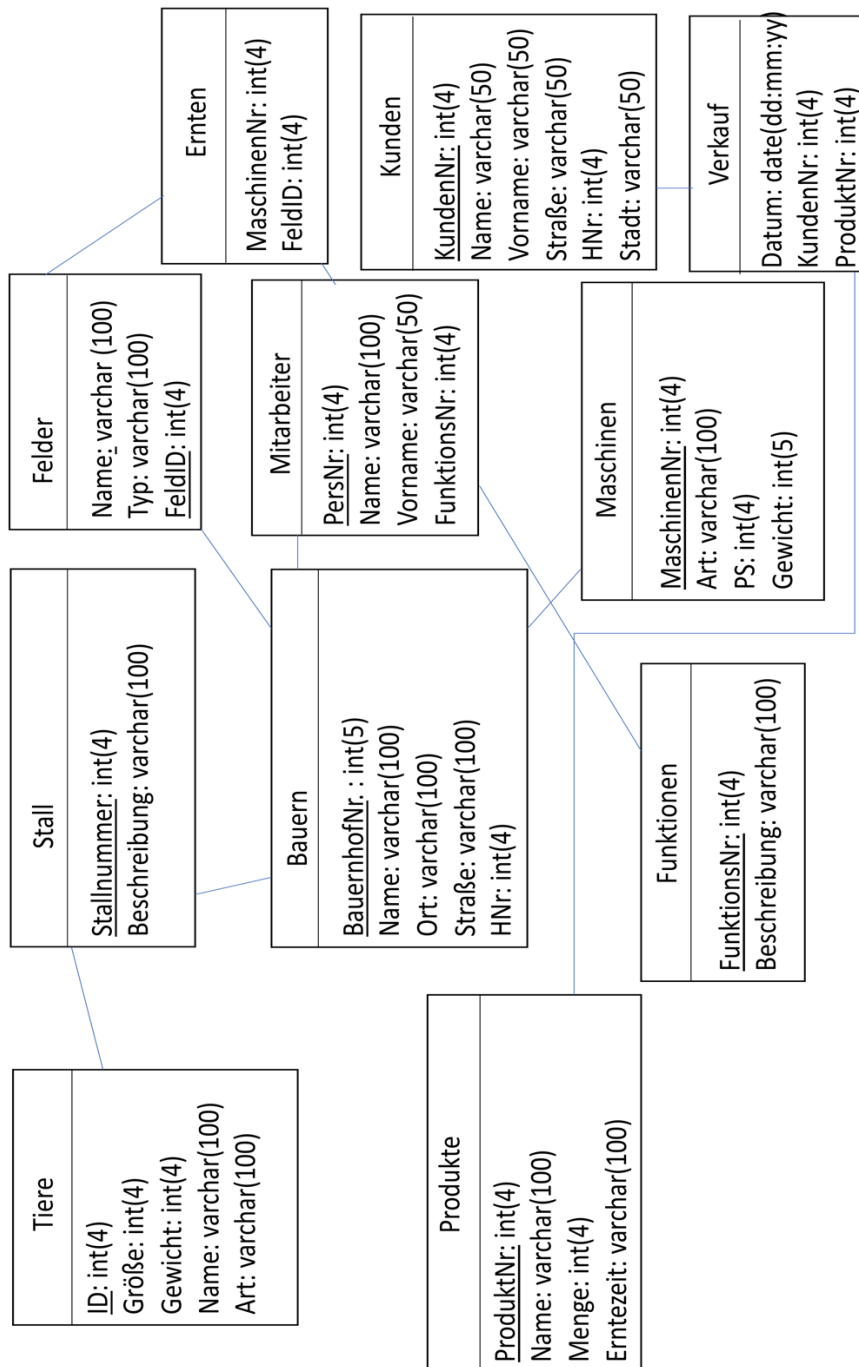 Tiere
ID: int(4)
Größe: int(4)
Gewicht: int(4)
Name: varchar(100)
Art: varchar(100)
Stall
Stallnummer: int(4)
Beschreibung: varchar(100)
Felder
Name: varchar (100)
Typ: varchar(100)
FeldID: int(4)
Ernten
MaschinenNr: int(4)
FeldID: int(4)
Bauern
BauernhofNr. : int(5)
Name: varchar(100)
Ort: varchar(100)
Straße: varchar(100)
HNr: int(4)
Mitarbeiter
PersNr: int(4)
Name: varchar(100)
Vorname: varchar(50)
FunktionsNr: int(4)
Kunden
KundenNr: int(4)
Name: varchar(50)
Vorname: varchar(50)
Straße: varchar(50)
HNr: int(4)
Stadt: varchar(50)
Produkte
ProduktNr: int(4)
Name: varchar(100)
Menge: int(4)
Erntezeit: varchar(100)
Funktionen
FunktionsNr: int(4)
Beschreibung: varchar(100)
Maschinen
MaschinenNr: int(4)
Art: varchar(100)
PS: int(4)
Gewicht: int(5)
Verkauf
Datum: date(dd:mm:yy)
KundenNr: int(4)
ProduktNr: int(4)